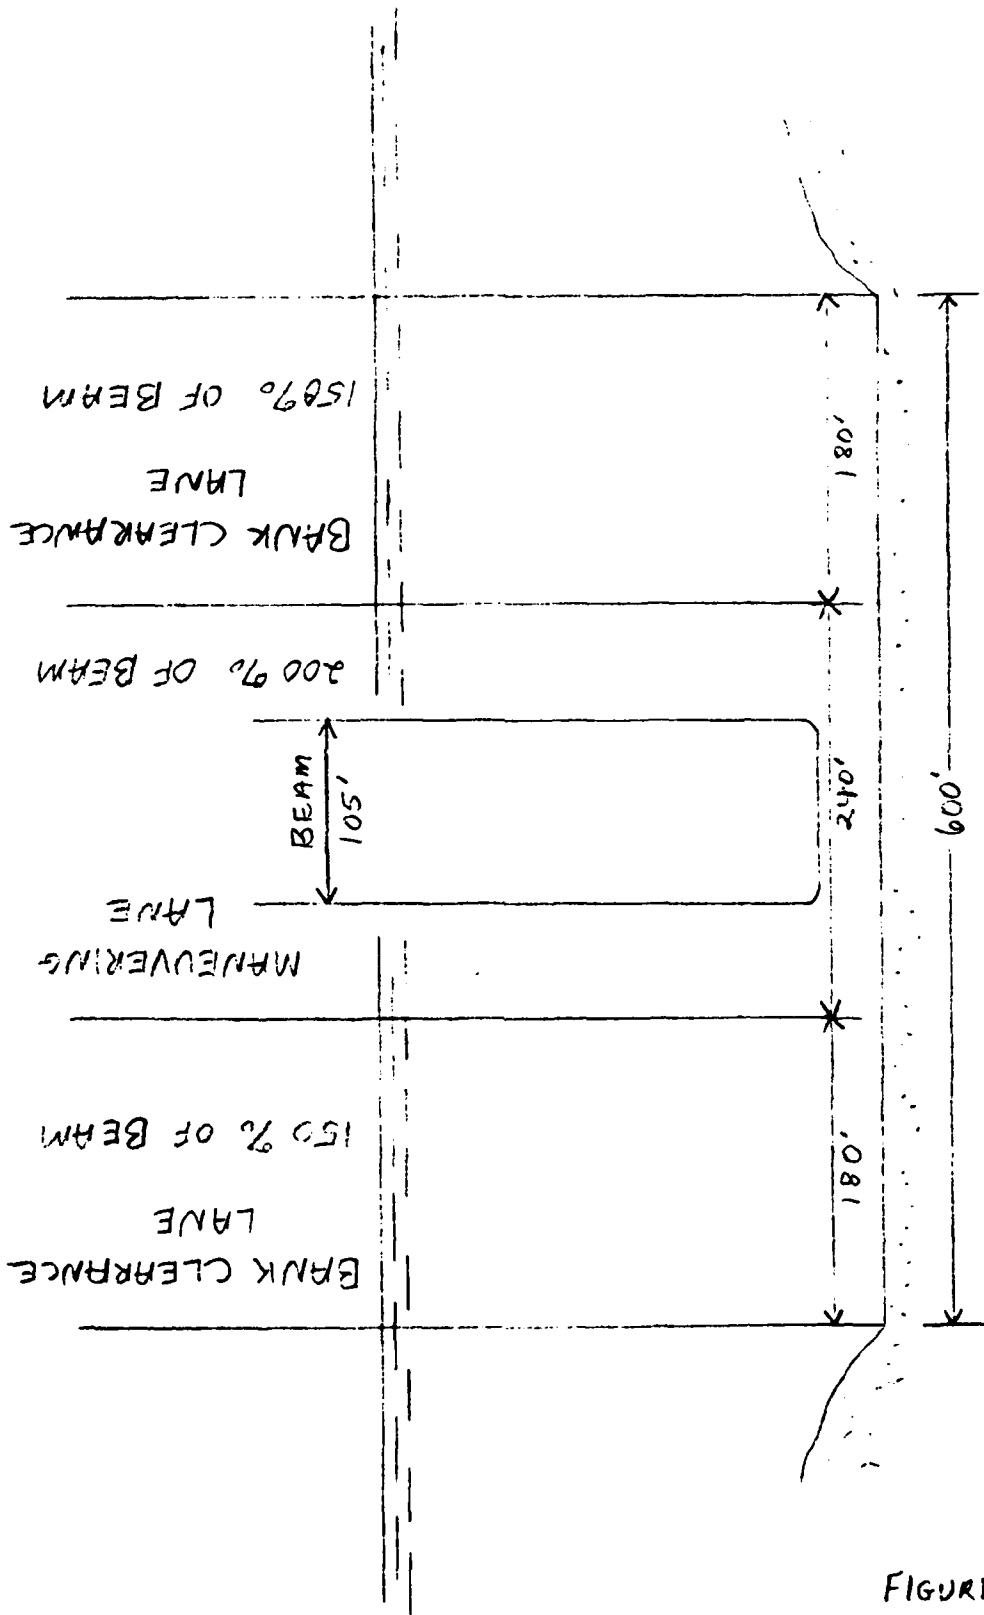 150% OF BEAM
BANK CLEARANCE
LANE
200% OF BEAM
BEAM
105'
MANEUVERING
LANE
150% OF BEAM
BANK CLEARANCE
LANE
180'
240'
180'
600'